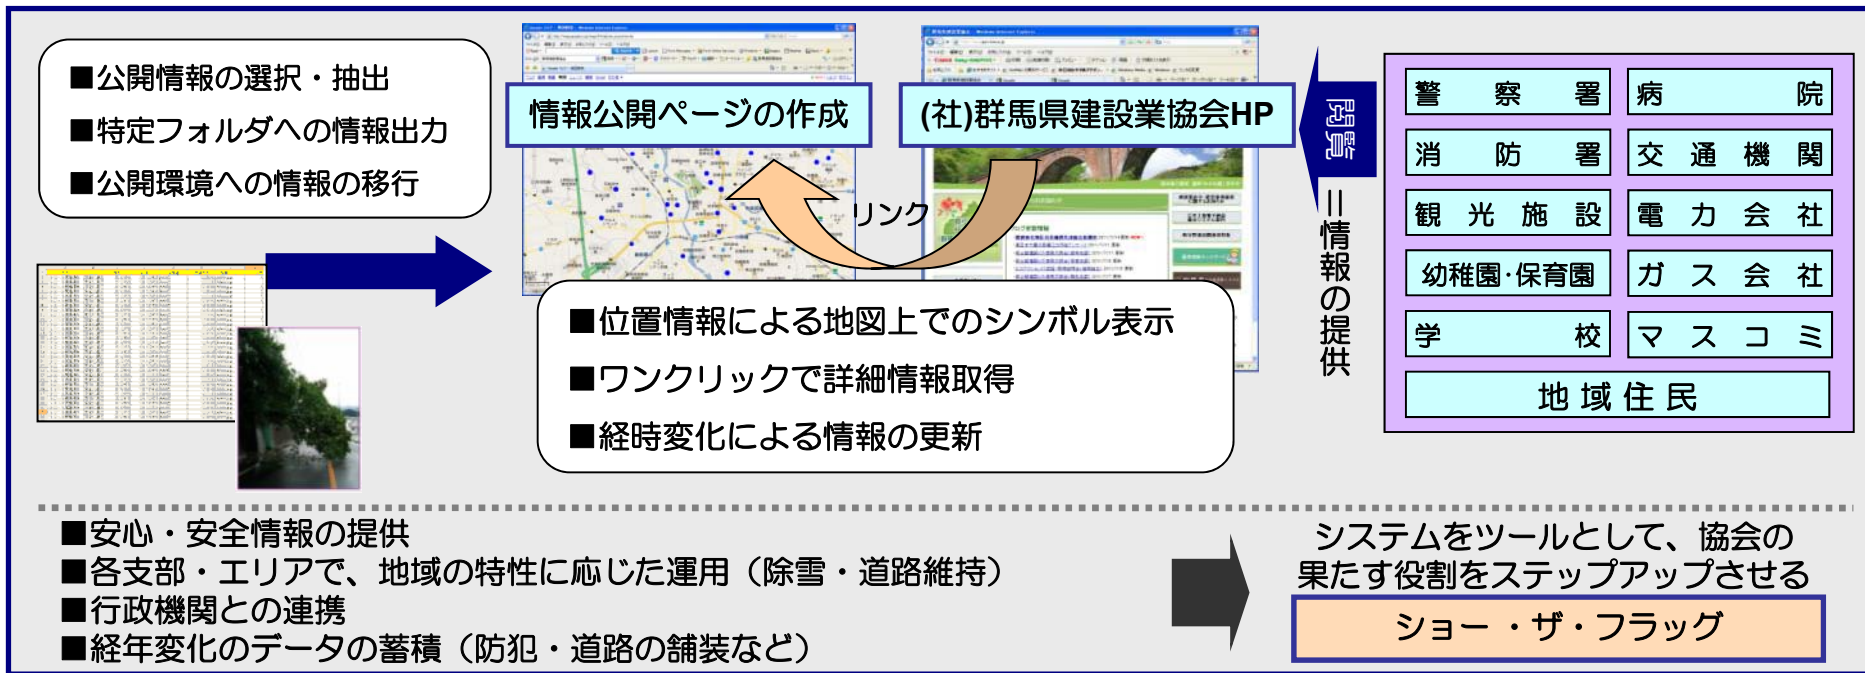 ■公開情報の選択・抽出
■特定フォルダへの情報出力
■公開環境への情報の移行
情報公開ページの作成
(社)群馬県建設業協会HP
リンク
■位置情報による地図上でのシンボル表示
■ワンクリックで詳細情報取得
■経時変化による情報の更新
閲覧
＝情報の提供
警察署
病院
消防署
交通機関
観光施設
電力会社
幼稚園・保育園
ガス会社
学校
マスコミ
地域住民
■安心・安全情報の提供
■各支部・エリアで、地域の特性に応じた運用（除雪・道路維持）
■行政機関との連携
■経年変化のデータの蓄積（防犯・道路の舗装など）
システムをツールとして、協会の
果たす役割をステップアップさせる
ショー・ザ・フラッグ